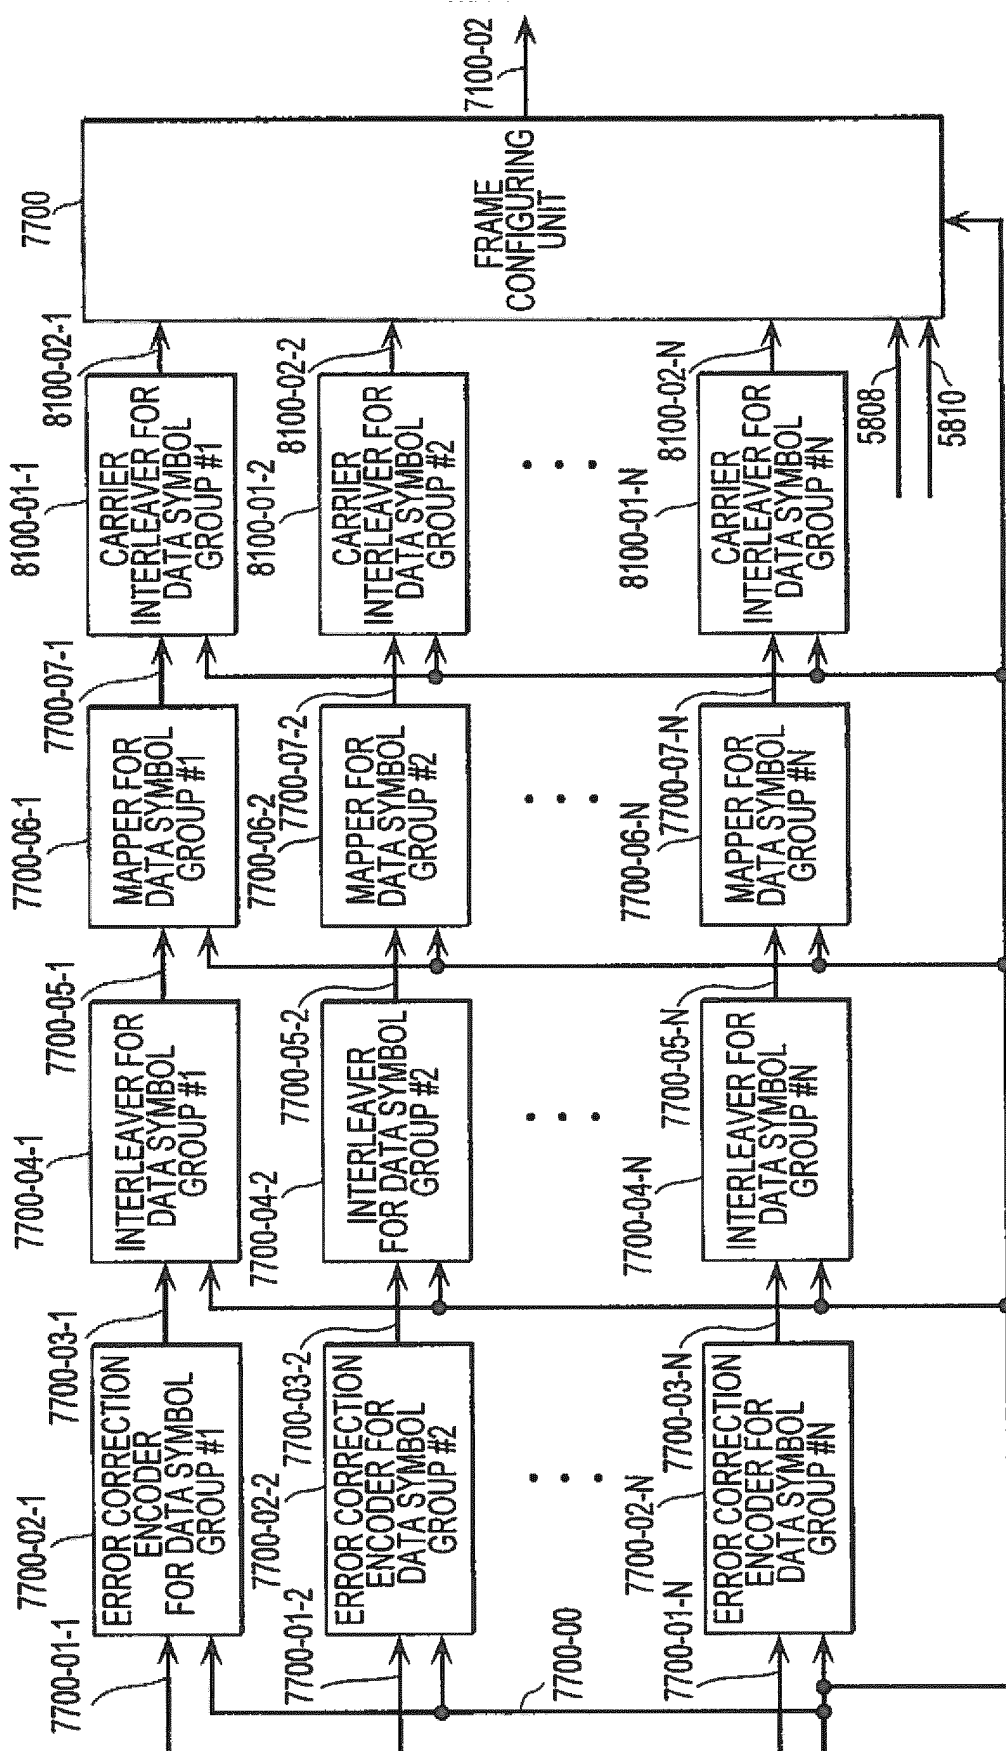 7700-01-1
7700-02-1
ERROR CORRECTION
ENCODER
FOR DATA SYMBOL
GROUP #1
7700-03-1
7700-04-1
INTERLEAVER FOR
DATA SYMBOL
GROUP #1
7700-05-1
7700-06-1
MAPPER FOR
DATA SYMBOL
GROUP #1
7700-07-1
8100-01-1
CARRIER
INTERLEAVER FOR
DATA SYMBOL
GROUP #1
8100-02-1
7700
FRAME
CONFIGURING
UNIT
7100-02
7700-01-2
7700-02-2
ERROR CORRECTION
ENCODER FOR
DATA SYMBOL
GROUP #2
7700-03-2
7700-04-2
INTERLEAVER
FOR DATA SYMBOL
GROUP #2
7700-05-2
7700-06-2
MAPPER FOR
DATA SYMBOL
GROUP #2
7700-07-2
8100-01-2
CARRIER
INTERLEAVER FOR
DATA SYMBOL
GROUP #2
8100-02-2
7700-00
7700-01-N
7700-02-N
ERROR CORRECTION
ENCODER FOR
DATA SYMBOL
GROUP #N
7700-03-N
7700-04-N
INTERLEAVER FOR
DATA SYMBOL
GROUP #N
7700-05-N
7700-06-N
MAPPER FOR
DATA SYMBOL
GROUP #N
7700-07-N
8100-01-N
CARRIER
INTERLEAVER FOR
DATA SYMBOL
GROUP #N
8100-02-N
5808
5810